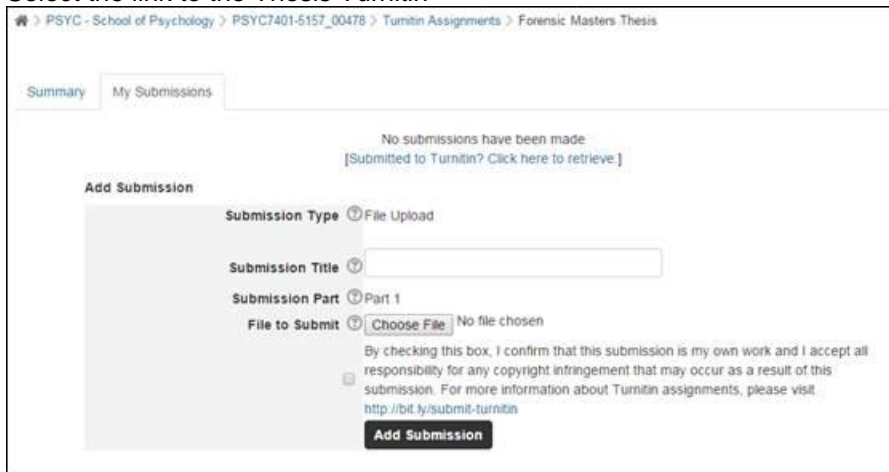 Select the link to the Thesis Turnitin
> PSYC - School of Psychology > PSYC7401-5157_00478 > Turnitin Assignments > Forensic Masters Thesis
Summary My Submissions
No submissions have been made
[Submitted to Turnitin? Click here to retrieve.]
Add Submission
Submission Type ? File Upload
Submission Title ?
Submission Part ? Part 1
File to Submit ? Choose File No file chosen
By checking this box, I confirm that this submission is my own work and I accept all
responsibility for any copyright infringement that may occur as a result of this
submission. For more information about Turnitin assignments, please visit
http://bit.ly/submit-turnitin
Add Submission